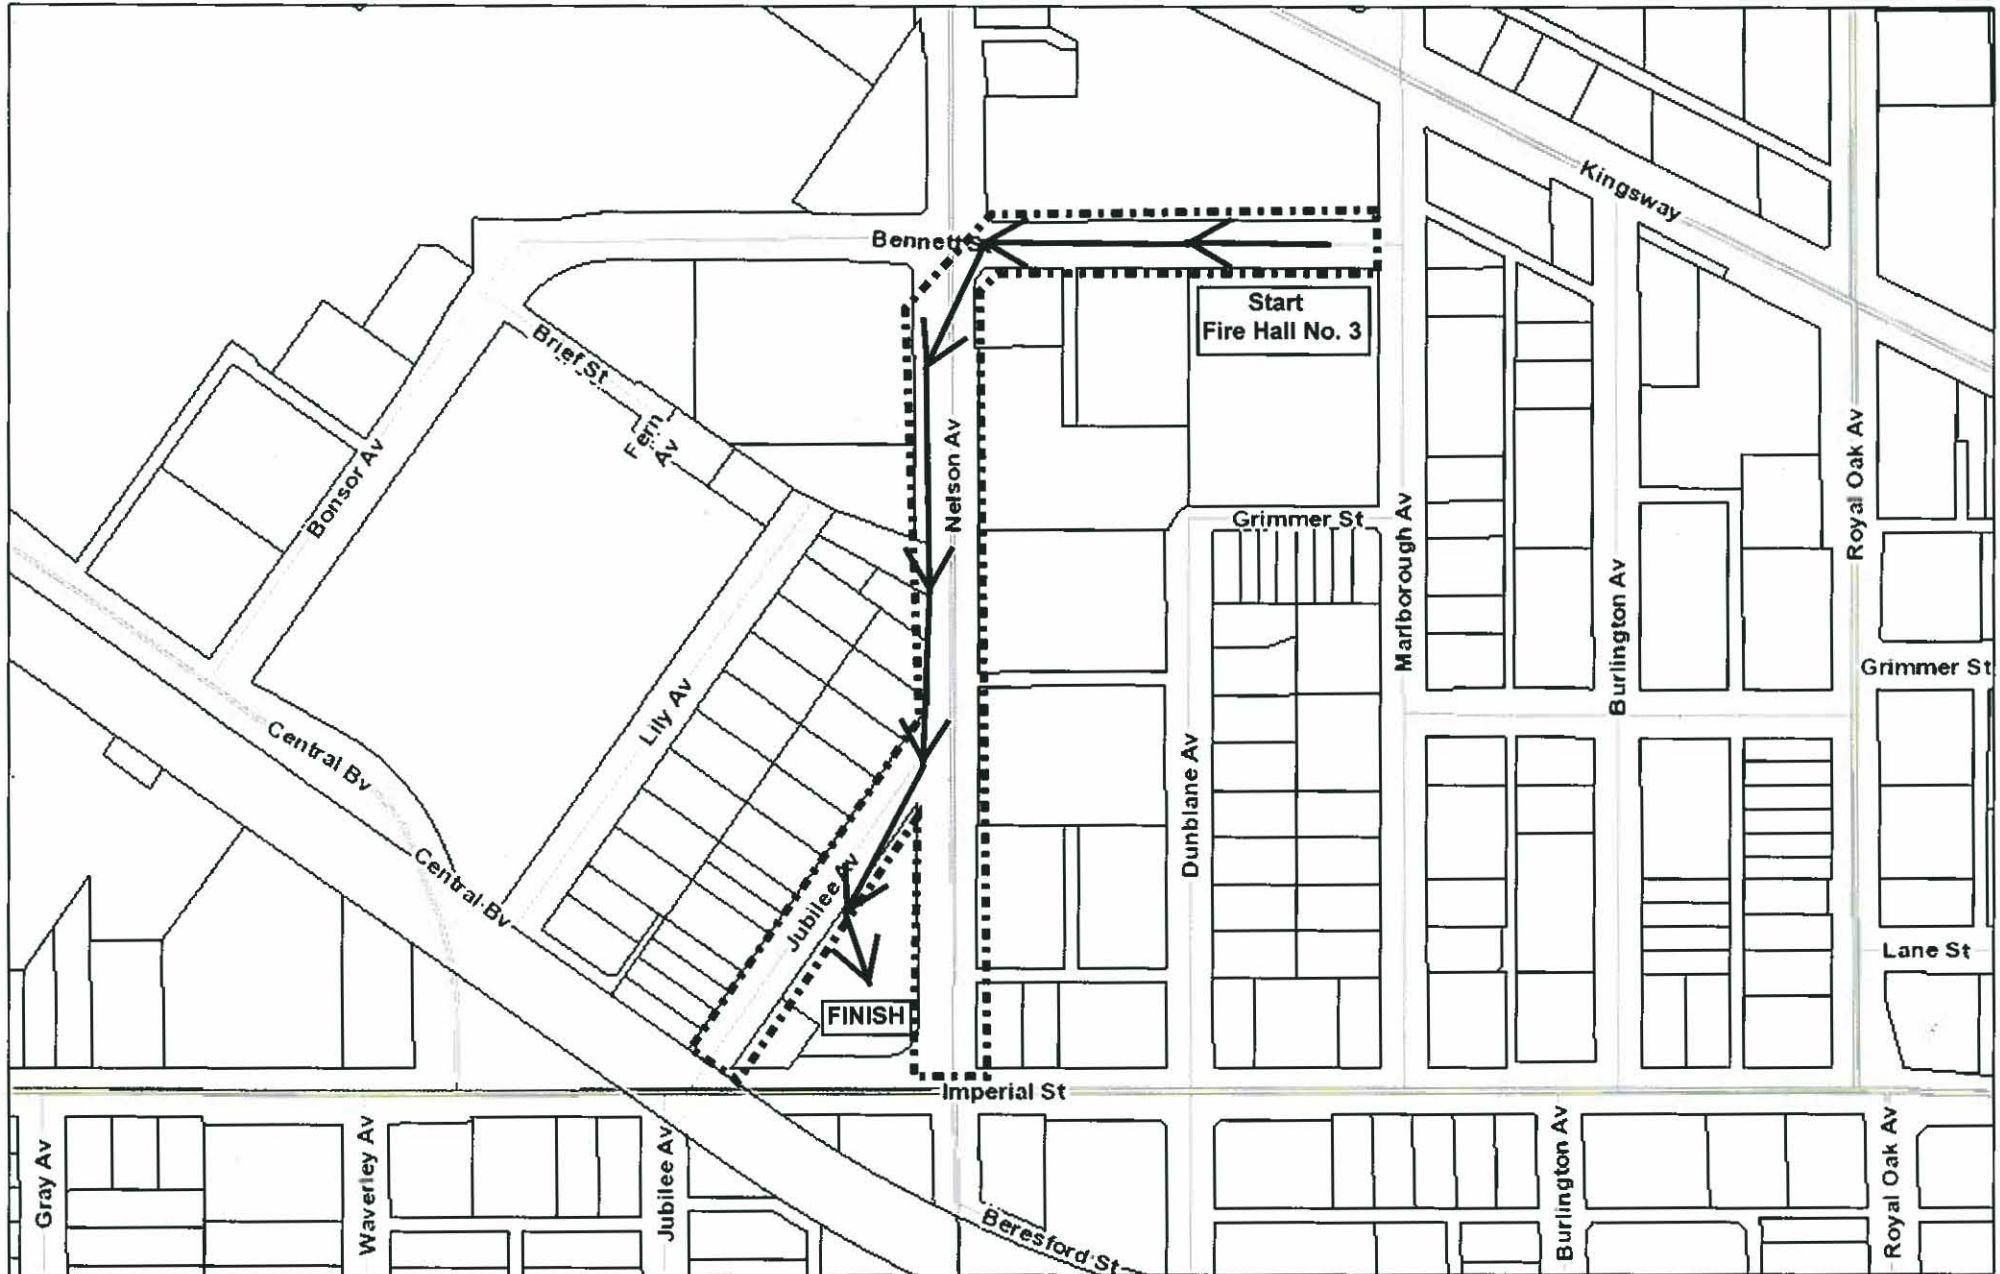 Kingsway
Bennett S
Start
Fire Hall No. 3
Brief St
Fern
Av
Bonsor Av
Nelson Av
Grimmer St
Marlborough Av
Royal Oak Av
Burlington Av
Grimmer St
Lily Av
Central Bv
Dunblane Av
Central Bv
Jubilee Av
Lane St
FINISH
Imperial St
Gray Av
Waverley Av
Jubilee Av
Beresford St
Burlington Av
Royal Oak Av